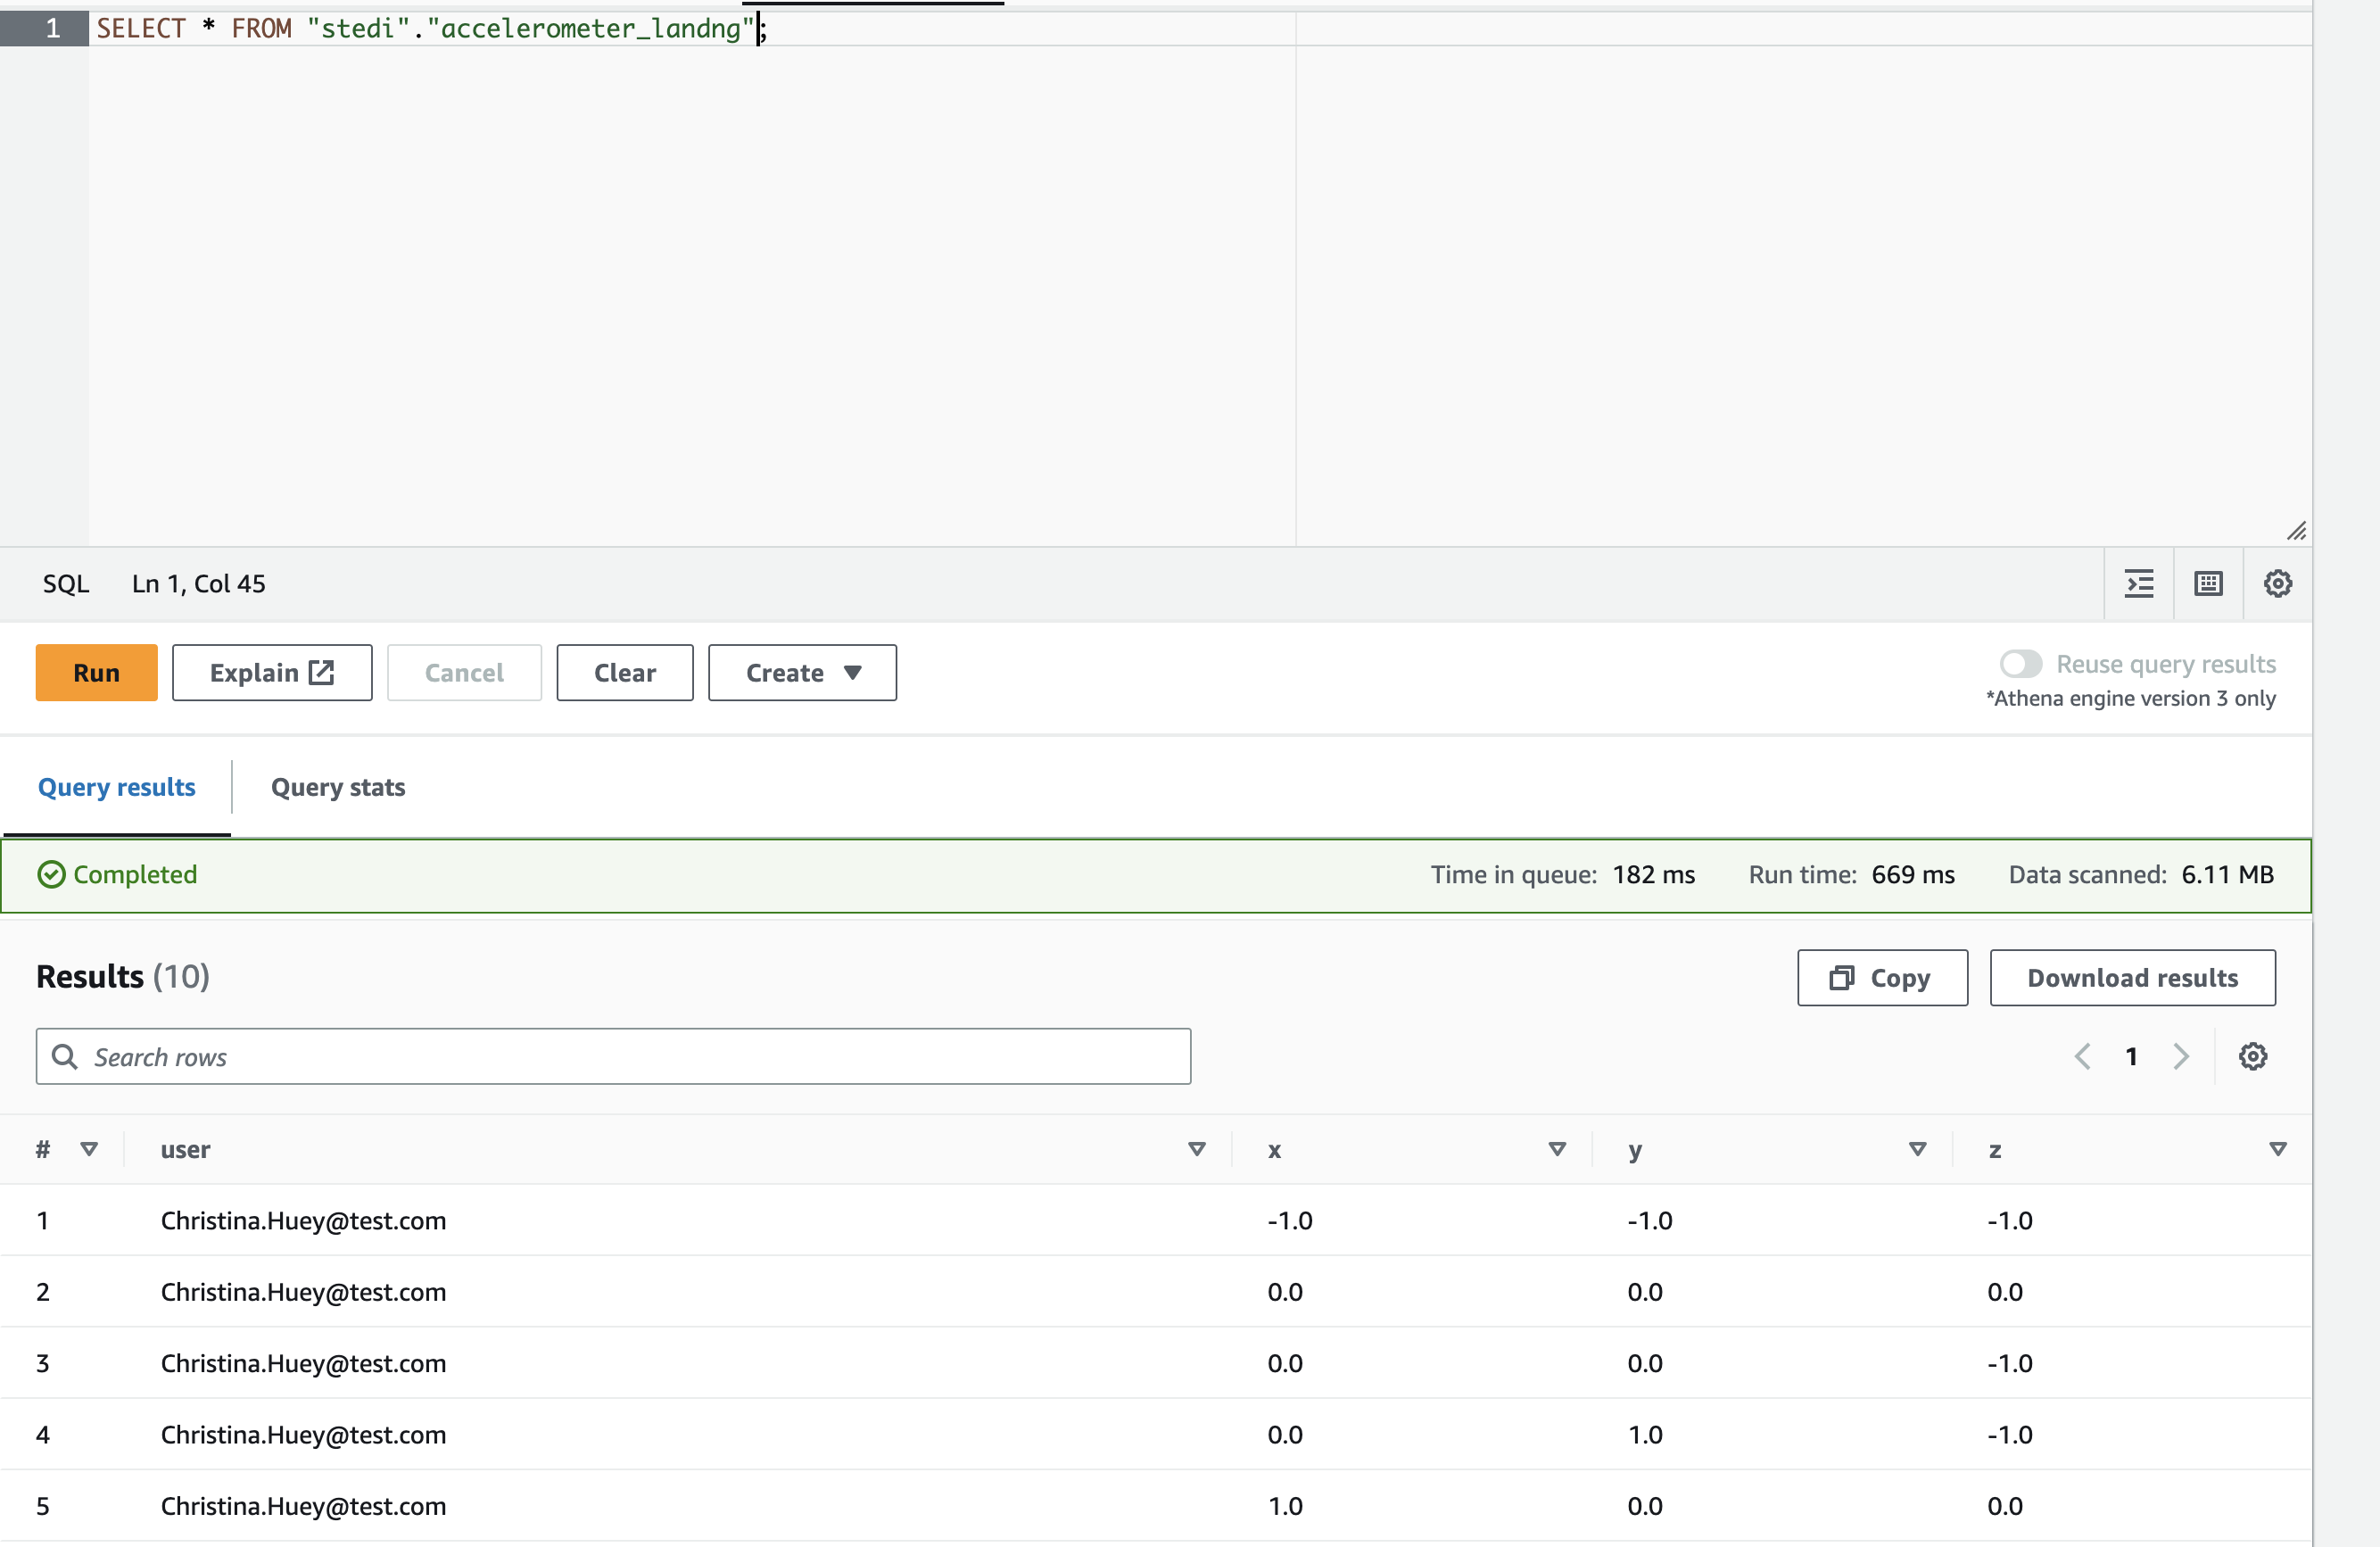 1 SELECT * FROM "stedi"."accelerometer_landng";
SQL Ln 1, Col 45
Run Explain Cancel Clear Create Reuse query results
*Athena engine version 3 only
Query results Query stats
Completed Time in queue: 182 ms Run time: 669 ms Data scanned: 6.11 MB
Results (10) Copy Download results
Search rows 1
# user x y z
1 Christina.Huey@test.com -1.0 -1.0 -1.0
2 Christina.Huey@test.com 0.0 0.0 0.0
3 Christina.Huey@test.com 0.0 0.0 -1.0
4 Christina.Huey@test.com 0.0 1.0 -1.0
5 Christina.Huey@test.com 1.0 0.0 0.0